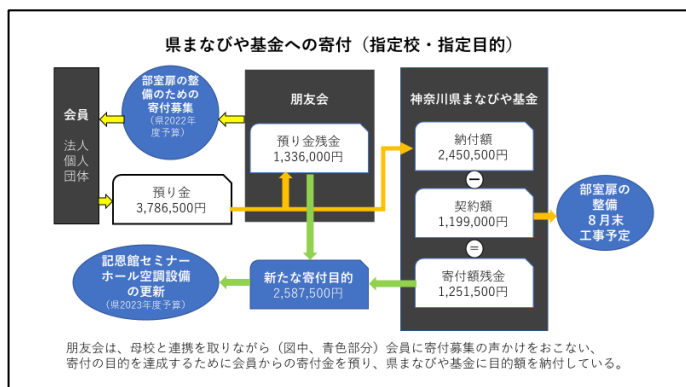 県まなびや基金への寄付（指定校・指定目的）
会員
法人
個人
団体
部室扉の整
備のための
寄付募集
（県2022年
度予算）
朋友会
預り金残金
1,336,000円
預り金
3,786,500円
神奈川県まなびや基金
納付額
2,450,500円
－
契約額
1,199,000円
＝
寄付額残金
1,251,500円
部室扉の
整備
８月末
工事予定
新たな寄付目的
2,587,500円
記恩館セミナー
ホール空調設備
の更新
（県2023年度予算）
朋友会は、母校と連携を取りながら（図中、青色部分）会員に寄付募集の声かけをおこない、
寄付の目的を達成するために会員からの寄付金を預り、県まなびや基金に目的額を納付している。